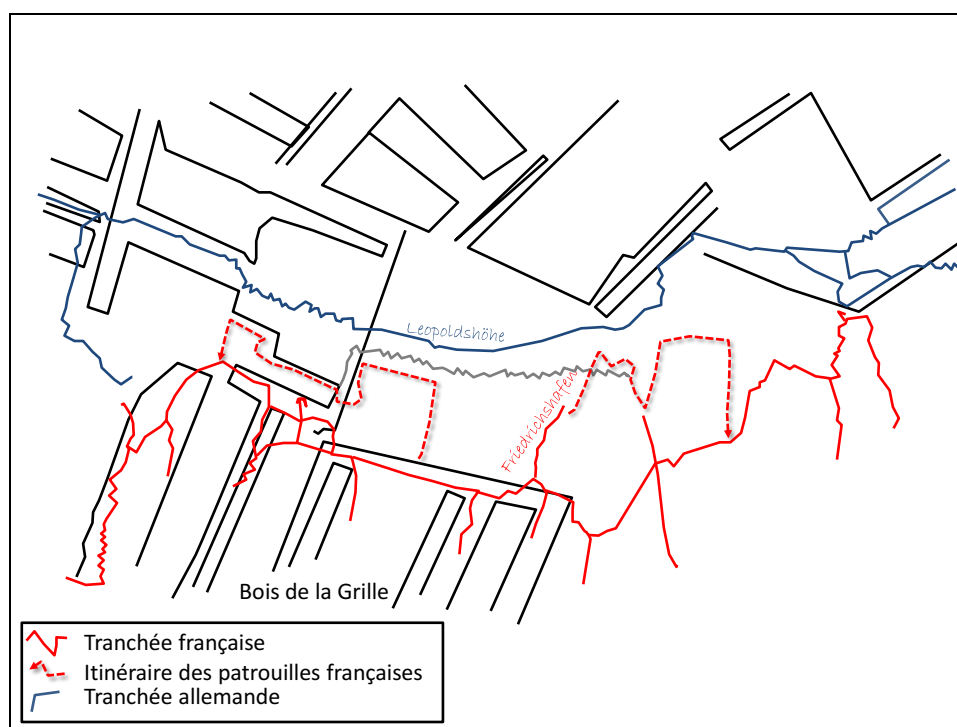 Leopoldshöhe
Friedrichshafen
Bois de la Grille
Tranchée française
Itinéraire des patrouilles françaises
Tranchée allemande